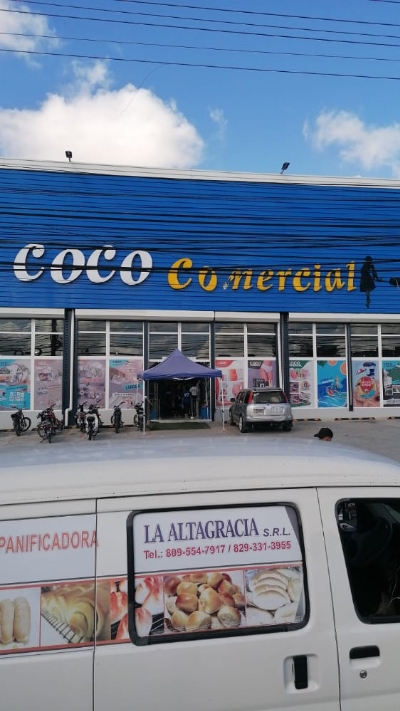 COCO Comercial
PANIFICADORA
LA ALTAGRACIA S.R.L.
Tel.: 809-554-7917 / 829-331-3955